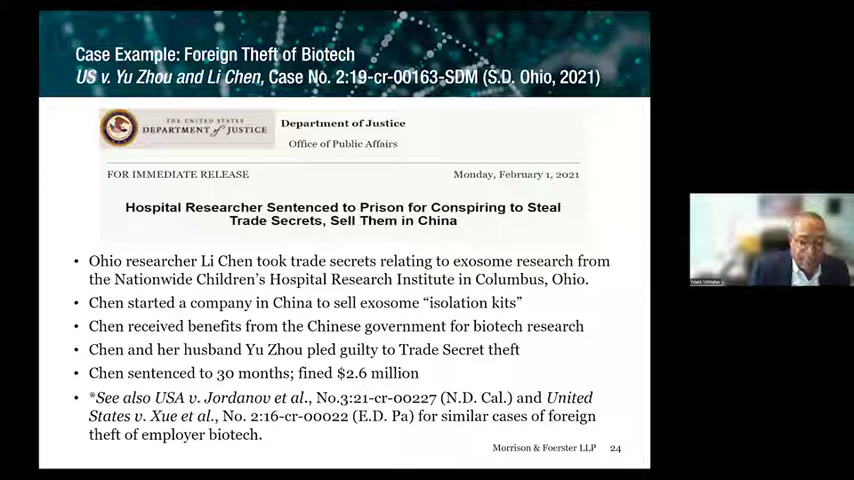 Case Example: Foreign Theft of Biotech
US v. Yu Zhou and Li Chen, Case No. 2:19-cr-00163-SDM (S.D. Ohio, 2021)
THE UNITED STATES
DEPARTMENT of JUSTICE
Department of Justice
Office of Public Affairs
FOR IMMEDIATE RELEASE
Monday, February 1, 2021
Hospital Researcher Sentenced to Prison for Conspiring to Steal
Trade Secrets, Sell Them in China
• Ohio researcher Li Chen took trade secrets relating to exosome research from
the Nationwide Children's Hospital Research Institute in Columbus, Ohio.
• Chen started a company in China to sell exosome “isolation kits”
• Chen received benefits from the Chinese government for biotech research
• Chen and her husband Yu Zhou pled guilty to Trade Secret theft
• Chen sentenced to 30 months; fined $2.6 million
• *See also USA v. Jordanov et al., No.3:21-cr-00227 (N.D. Cal.) and United
States v. Xue et al., No. 2:16-cr-00022 (E.D. Pa) for similar cases of foreign
theft of employer biotech.
Morrison & Foerster LLP 24